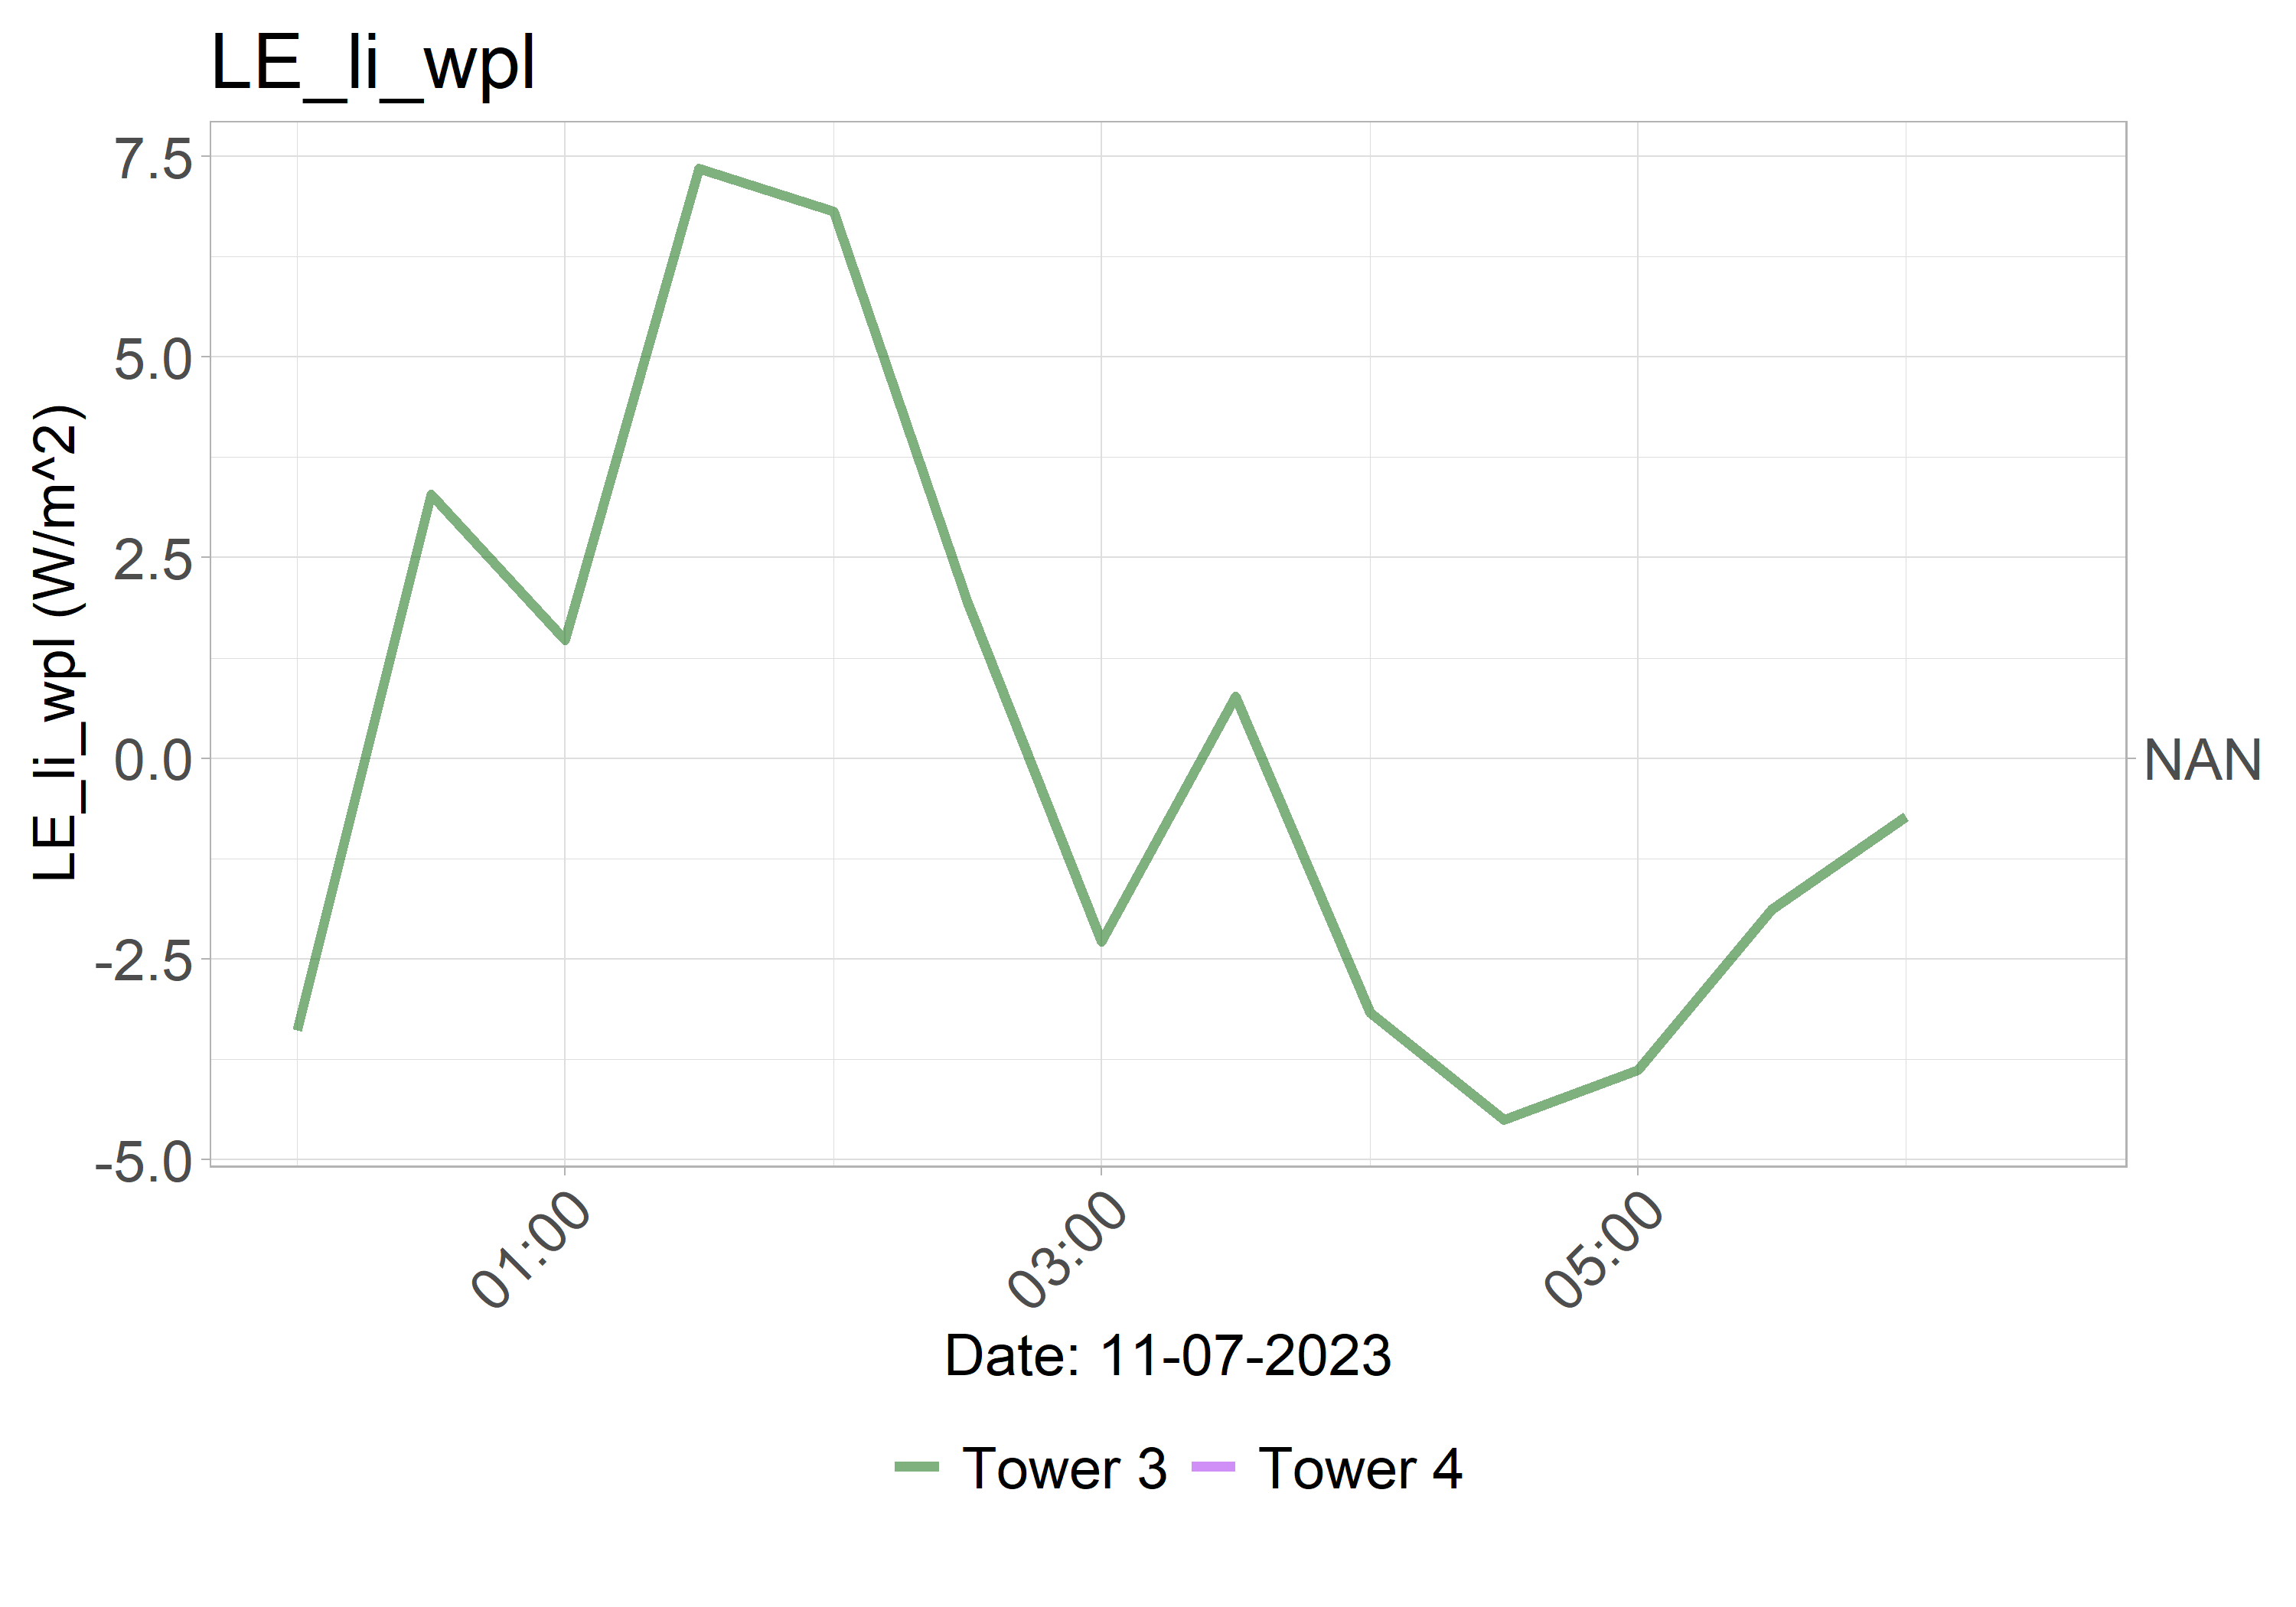 LE_li_wpl
LE_li_wpl (W/m^2)
7.5
5.0
2.5
0.0
-2.5
-5.0
NAN
01:00
03:00
05:00
Date: 11-07-2023
Tower 3
Tower 4